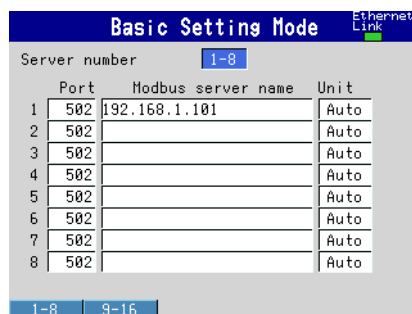 Basic Setting Mode
Ethernet
Link
Server number 1-8
Port Modbus server name Unit
1 502 192.168.1.101 Auto
2 502 Auto
3 502 Auto
4 502 Auto
5 502 Auto
6 502 Auto
7 502 Auto
8 502 Auto
1-8 9-16